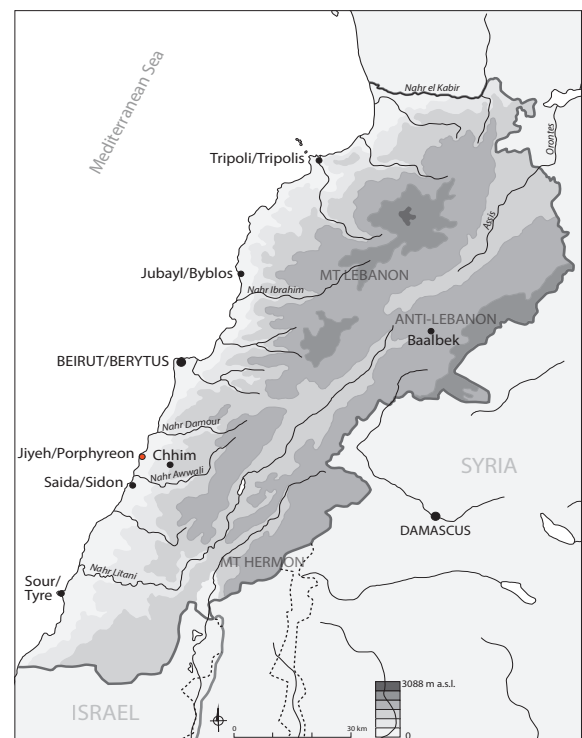 Nahr el Kabir
Orontes
Mediterranean Sea
Tripoli/Tripolis
Assis
Jubayl/Byblos
MT LEBANON
Nahr Ibrahim
ANTI-LEBANON
Baalbek
BEIRUT/BERYTUS
Nahr Damour
Jiyeh/Porphyreon
Chhim
Nahr Awwali
SYRIA
Saida/Sidon
DAMASCUS
MT HERMON
Nahr Litani
Sour/
Tyre
3088 m a.s.l.
ISRAEL
0
30 km
0